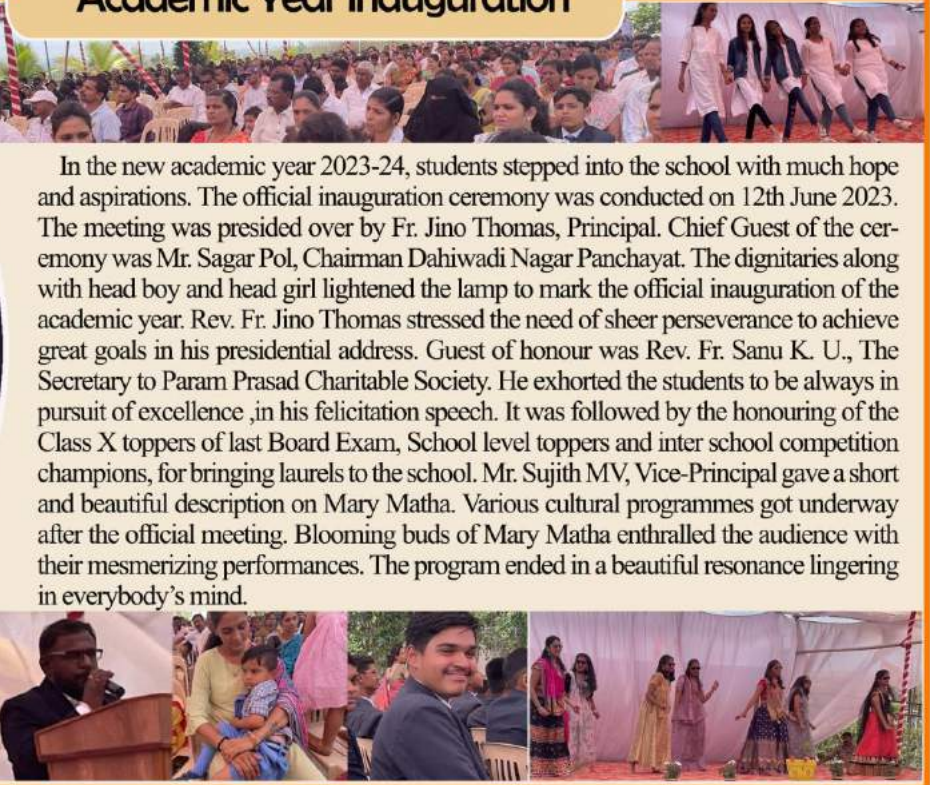 Academic Year Inauguration
In the new academic year 2023-24, students stepped into the school with much hope
and aspirations. The official inauguration ceremony was conducted on 12th June 2023.
The meeting was presided over by Fr. Jino Thomas, Principal. Chief Guest of the cer-
emony was Mr. Sagar Pol, Chairman Dahiwadi Nagar Panchayat. The dignitaries along
with head boy and head girl lightened the lamp to mark the official inauguration of the
academic year. Rev. Fr. Jino Thomas stressed the need of sheer perseverance to achieve
great goals in his presidential address. Guest of honour was Rev. Fr. Sanu K. U., The
Secretary to Param Prasad Charitable Society. He exhorted the students to be always in
pursuit of excellence ,in his felicitation speech. It was followed by the honouring of the
Class X toppers of last Board Exam, School level toppers and inter school competition
champions, for bringing laurels to the school. Mr. Sujith MV, Vice-Principal gave a short
and beautiful description on Mary Matha. Various cultural programmes got underway
after the official meeting. Blooming buds of Mary Matha enthralled the audience with
their mesmerizing performances. The program ended in a beautiful resonance lingering
in everybody's mind.